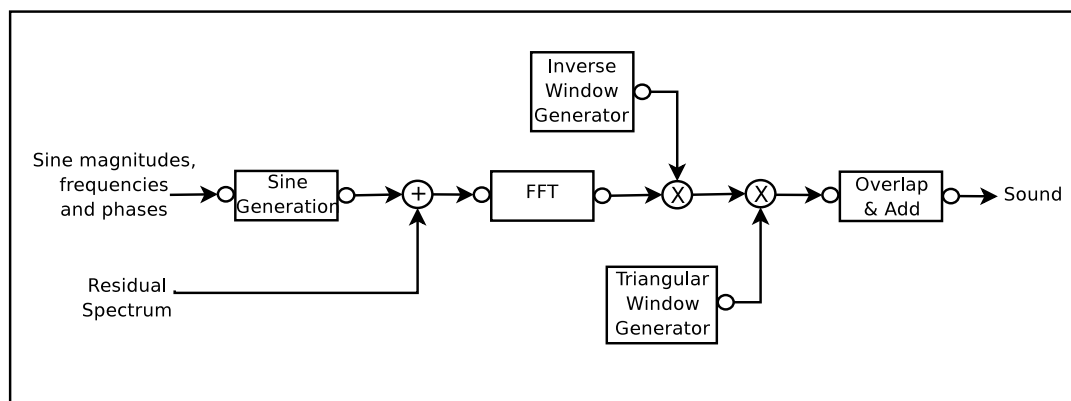 Inverse
Window
Generator
Sine magnitudes,
frequencies
and phases
Sine
Generation
+
FFT
X
X
Overlap
& Add
Sound
Residual
Spectrum
Triangular
Window
Generator